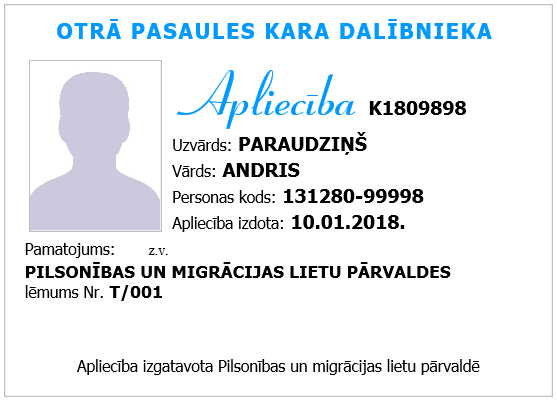 OTRĀ PASAULES KARA DALĪBNIEKA
Apliecība K1809898
Uzvārds: PARAUDZIŅŠ
Vārds: ANDRIS
Personas kods: 131280-99998
Apliecība izdota: 10.01.2018.
Pamatojums: z.v.
PILSONĪBAS UN MIGRĀCIJAS LIETU PĀRVALDES
lēmums Nr. T/001
Apliecība izgatavota Pilsonības un migrācijas lietu pārvaldē